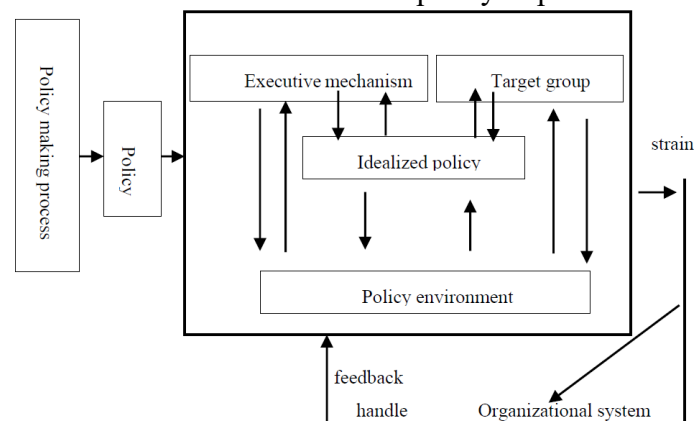 Policy making process
Policy
Executive mechanism
Target group
Idealized policy
Policy environment
strain
feedback
handle
Organizational system